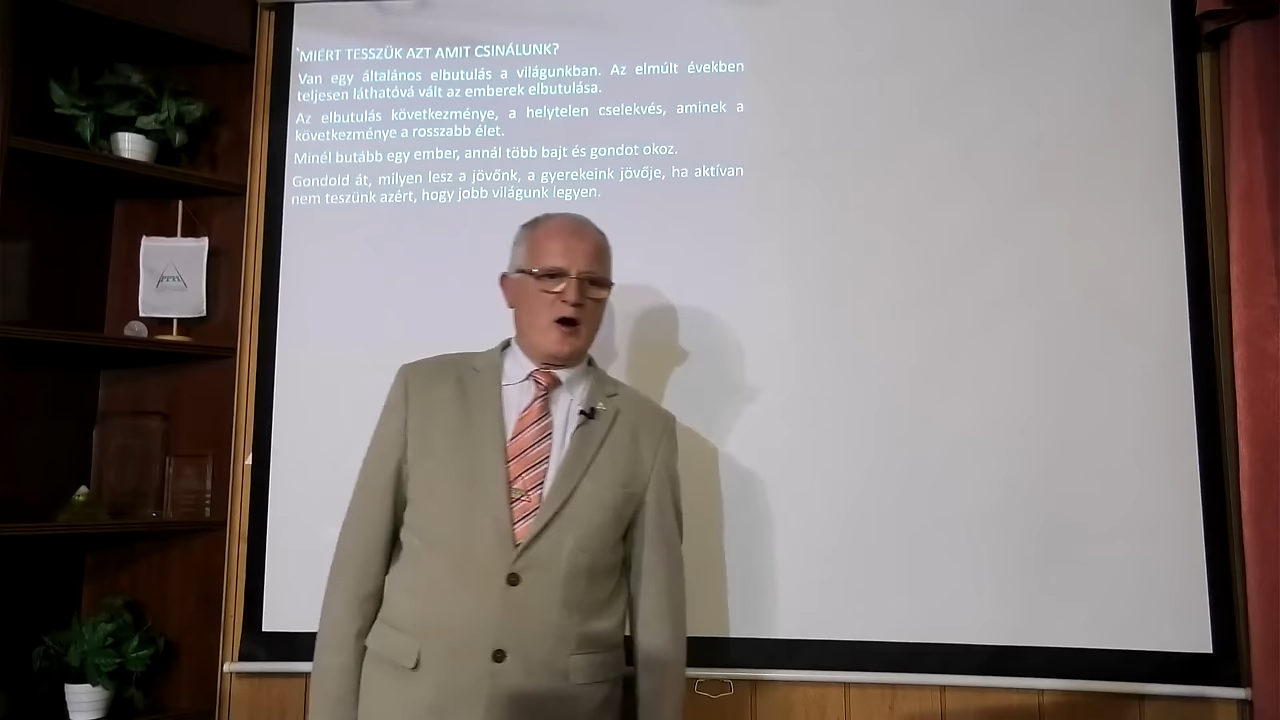 `MIÉRT TESSZÜK AZT AMIT CSINÁLUNK?
Van egy általános elbutulás a világunkban. Az elmúlt években
teljesen láthatóvá vált az emberek elbutulása.
Az elbutulás következménye, a helytelen cselekvés, aminek a
következménye a rosszabb élet.
Minél butább egy ember, annál több bajt és gondot okoz.
Gondold át, milyen lesz a jövőnk, a gyerekeink jövője, ha aktívan
nem teszünk azért, hogy jobb világunk legyen.